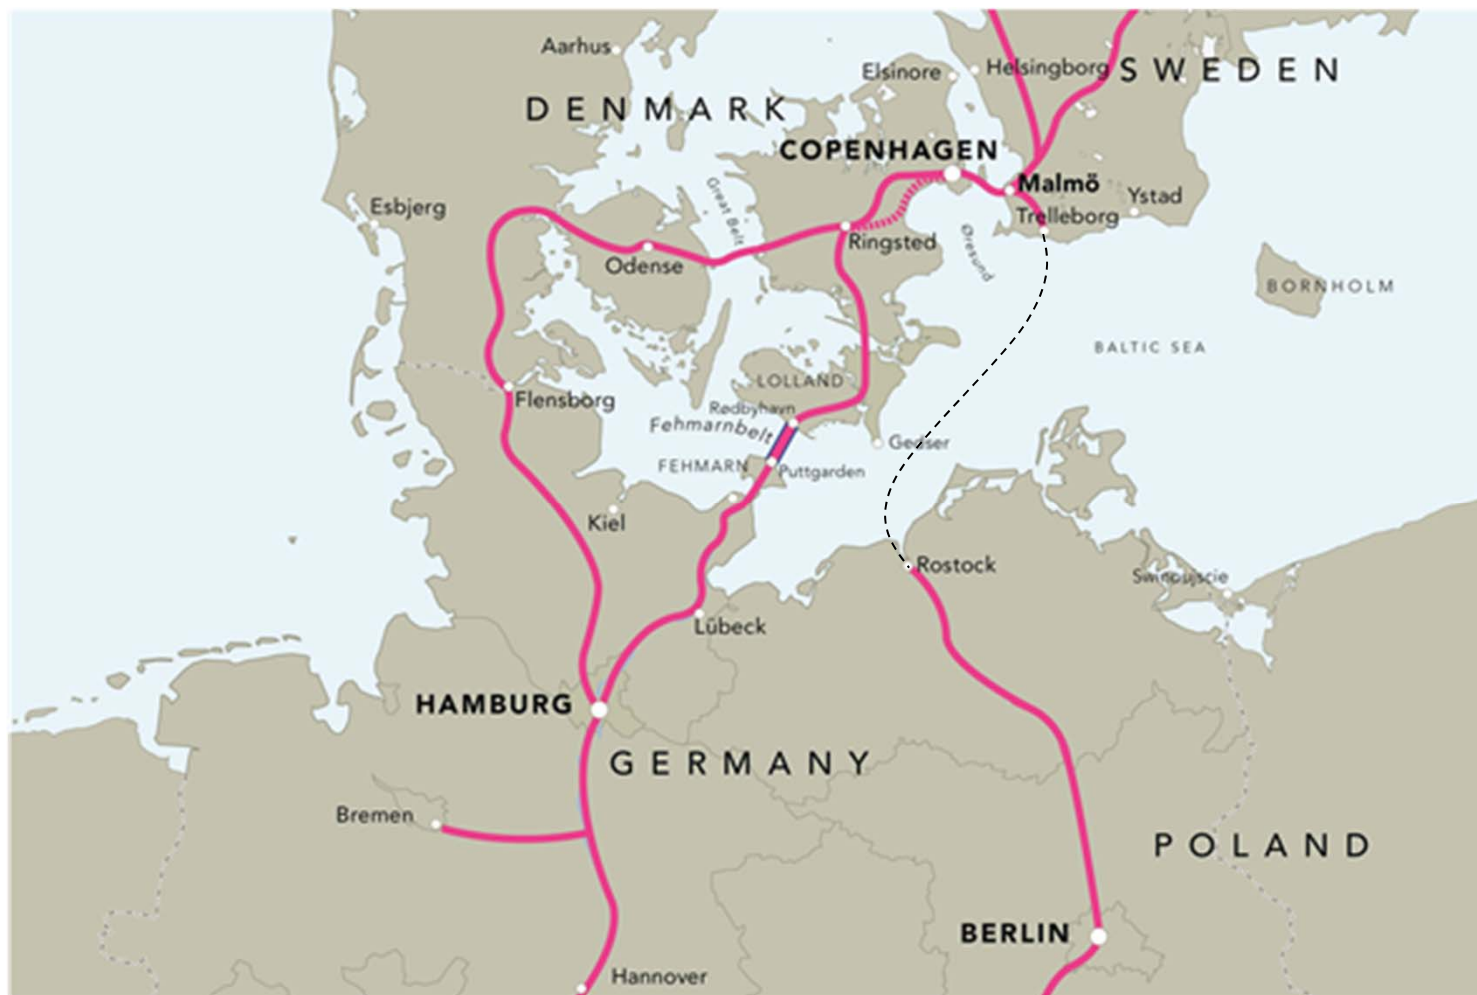 Aarhus
Elsinore
Helsingborg
SWEDEN
DENMARK
COPENHAGEN
Malmö
Ystad
Esbjerg
Great Belt
Trelleborg
Ringsted
Øresund
Odense
BORNHOLM
BALTIC SEA
LOLLAND
Flensborg
Rødbyhavn
Fehmarnbelt
Gedser
FEHMARN
Puttgarden
Kiel
Rostock
Swinoujscie
Lübeck
HAMBURG
GERMANY
Bremen
POLAND
BERLIN
Hannover